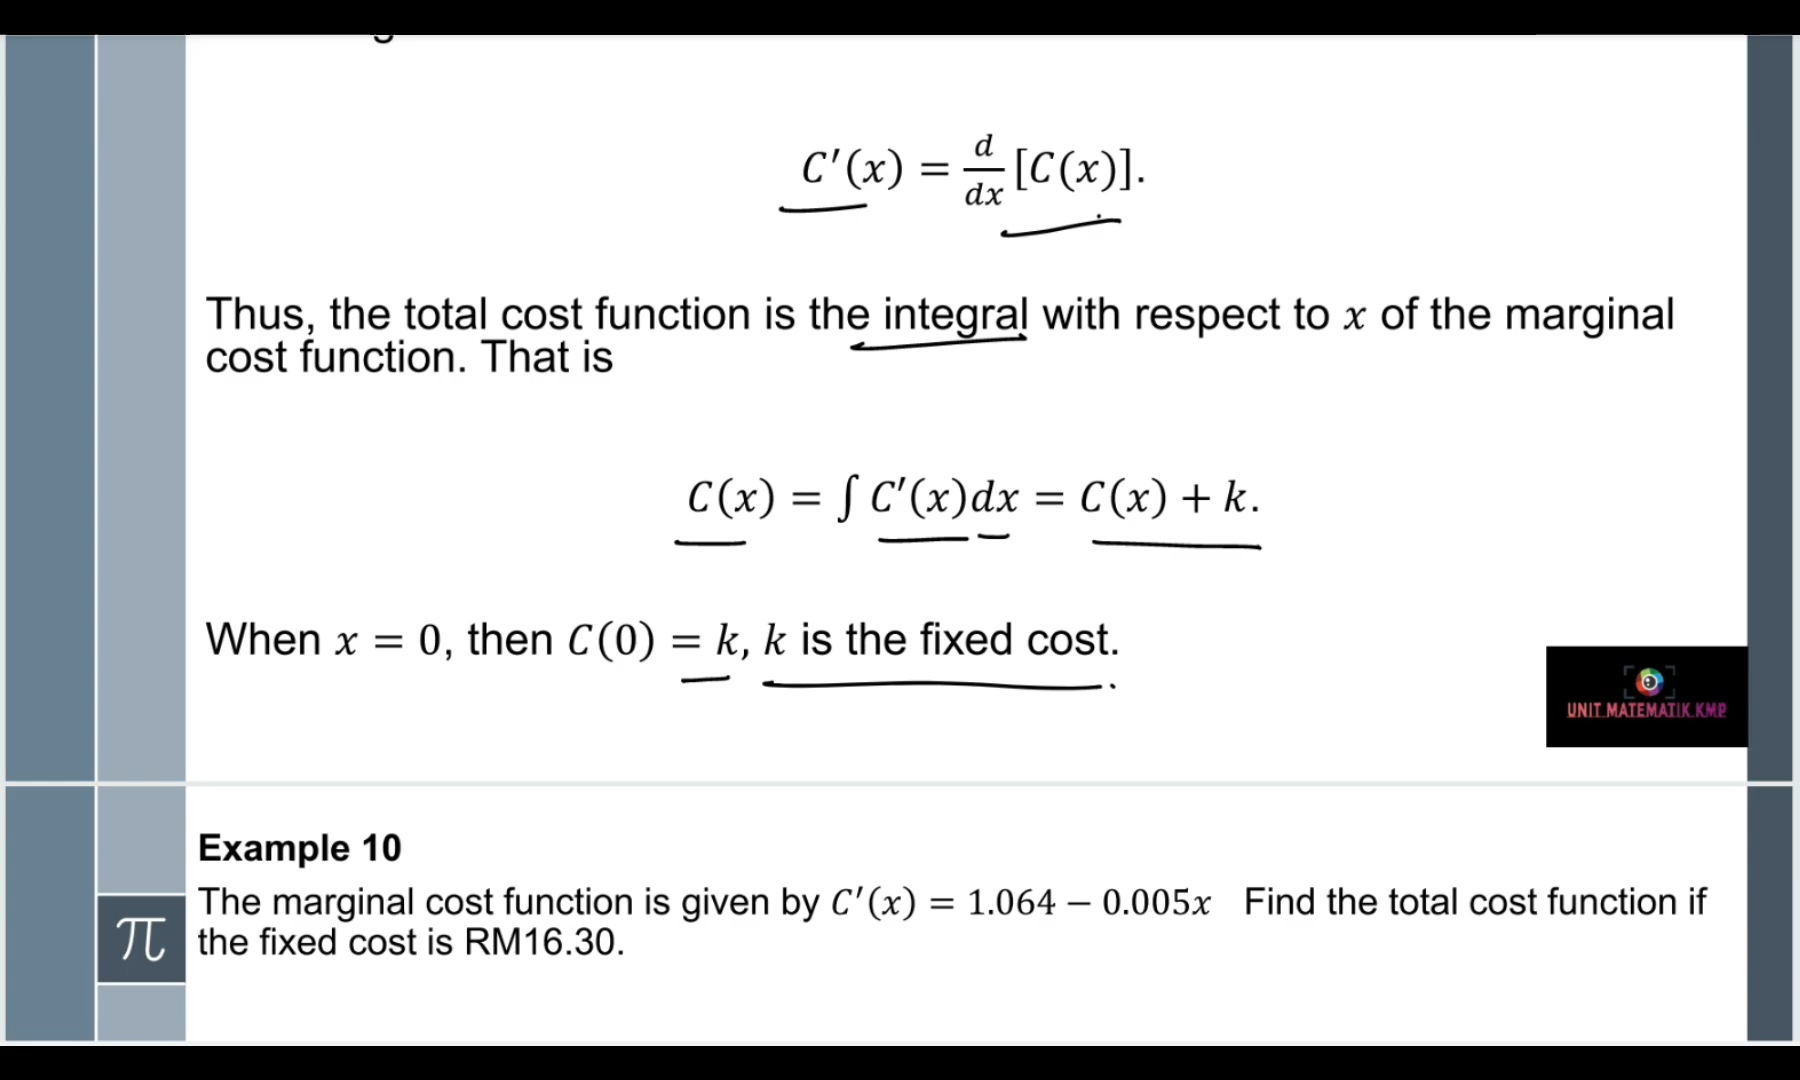 C′(x) = d/dx [C(x)].
Thus, the total cost function is the integral with respect to x of the marginal
cost function. That is
C(x) = ∫ C′(x)dx = C(x) + k.
When x = 0, then C(0) = k, k is the fixed cost.
UNIT MATEMATIK KMP
Example 10
The marginal cost function is given by C′(x) = 1.064 − 0.005x Find the total cost function if
the fixed cost is RM16.30.
π